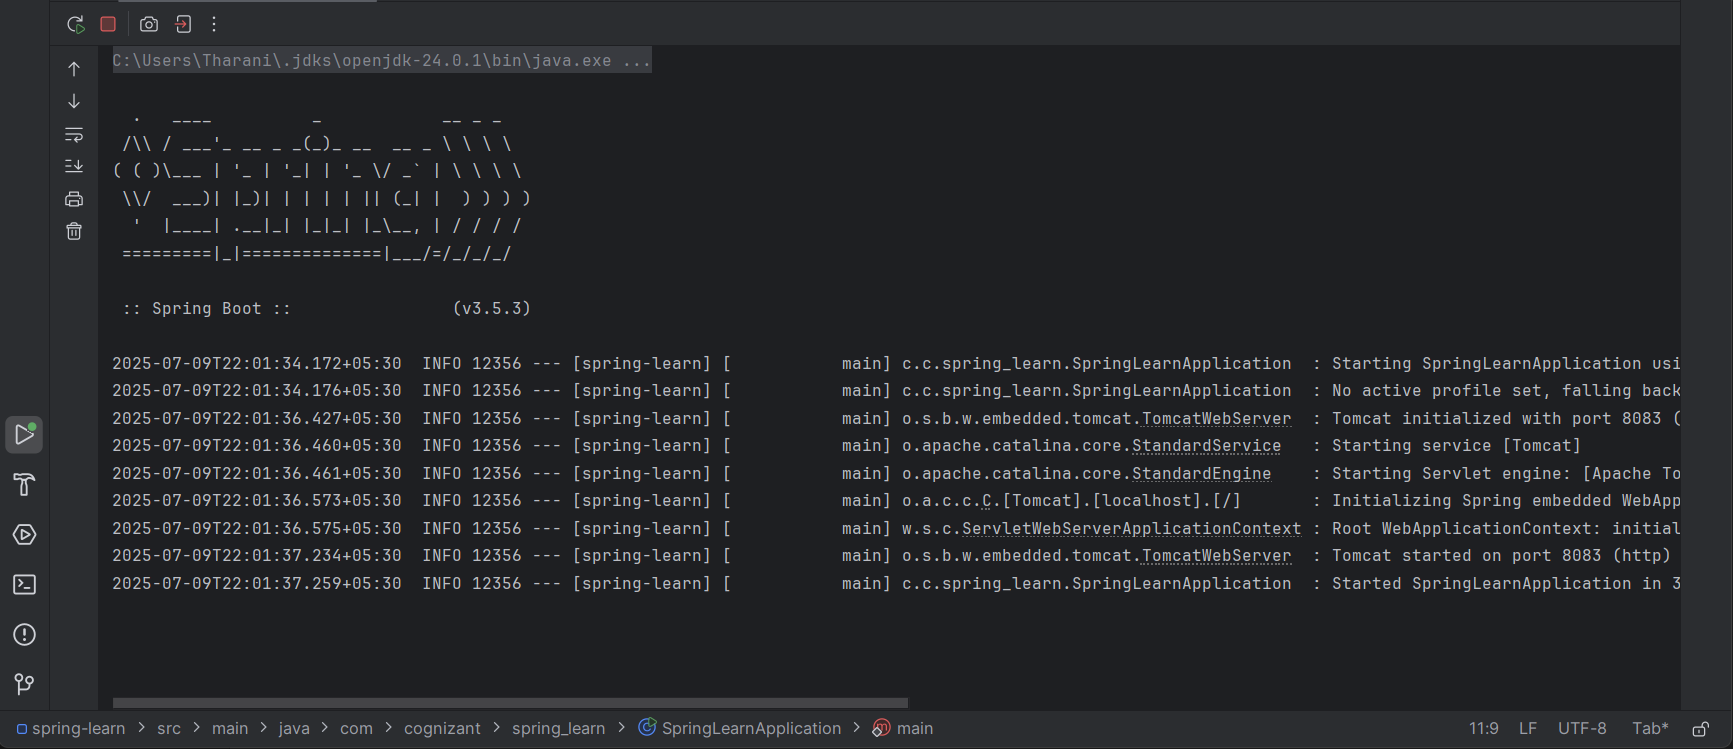 C:\Users\Tharani\.jdks\openjdk-24.0.1\bin\java.exe ...
  .   ____          _            __ _ _
 /\\ / ___'_ __ _ _(_)_ __  __ _ \ \ \ \
( ( )\___ | '_ | '_| | '_ \/ _` | \ \ \ \
 \\/  ___)| |_)| | | | | || (_| |  ) ) ) )
  '  |____| .__|_| |_|_| |_\__, | / / / /
 =========|_|==============|___/=/_/_/_/
 :: Spring Boot ::                (v3.5.3)
2025-07-09T22:01:34.172+05:30  INFO 12356 --- [spring-learn] [           main] c.c.spring_learn.SpringLearnApplication  : Starting SpringLearnApplication usi
2025-07-09T22:01:34.176+05:30  INFO 12356 --- [spring-learn] [           main] c.c.spring_learn.SpringLearnApplication  : No active profile set, falling back
2025-07-09T22:01:36.427+05:30  INFO 12356 --- [spring-learn] [           main] o.s.b.w.embedded.tomcat.TomcatWebServer  : Tomcat initialized with port 8083 (
2025-07-09T22:01:36.460+05:30  INFO 12356 --- [spring-learn] [           main] o.apache.catalina.core.StandardService   : Starting service [Tomcat]
2025-07-09T22:01:36.461+05:30  INFO 12356 --- [spring-learn] [           main] o.apache.catalina.core.StandardEngine    : Starting Servlet engine: [Apache To
2025-07-09T22:01:36.573+05:30  INFO 12356 --- [spring-learn] [           main] o.a.c.c.C.[Tomcat].[localhost].[/]       : Initializing Spring embedded WebApp
2025-07-09T22:01:36.575+05:30  INFO 12356 --- [spring-learn] [           main] w.s.c.ServletWebServerApplicationContext : Root WebApplicationContext: initial
2025-07-09T22:01:37.234+05:30  INFO 12356 --- [spring-learn] [           main] o.s.b.w.embedded.tomcat.TomcatWebServer  : Tomcat started on port 8083 (http)
2025-07-09T22:01:37.259+05:30  INFO 12356 --- [spring-learn] [           main] c.c.spring_learn.SpringLearnApplication  : Started SpringLearnApplication in 3
spring-learn > src > main > java > com > cognizant > spring_learn > SpringLearnApplication > main 11:9 LF UTF-8 Tab*